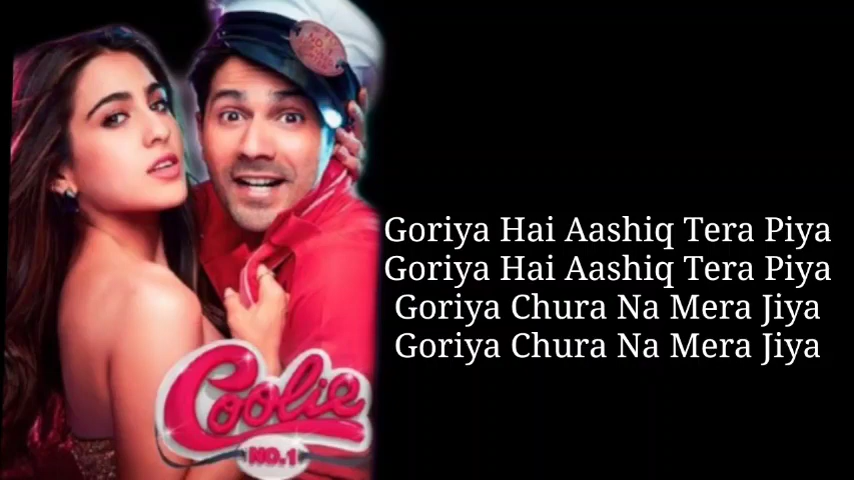 Goriya Hai Aashiq Tera Piya
Goriya Hai Aashiq Tera Piya
Goriya Chura Na Mera Jiya
Goriya Chura Na Mera Jiya
Coolie
NO.1